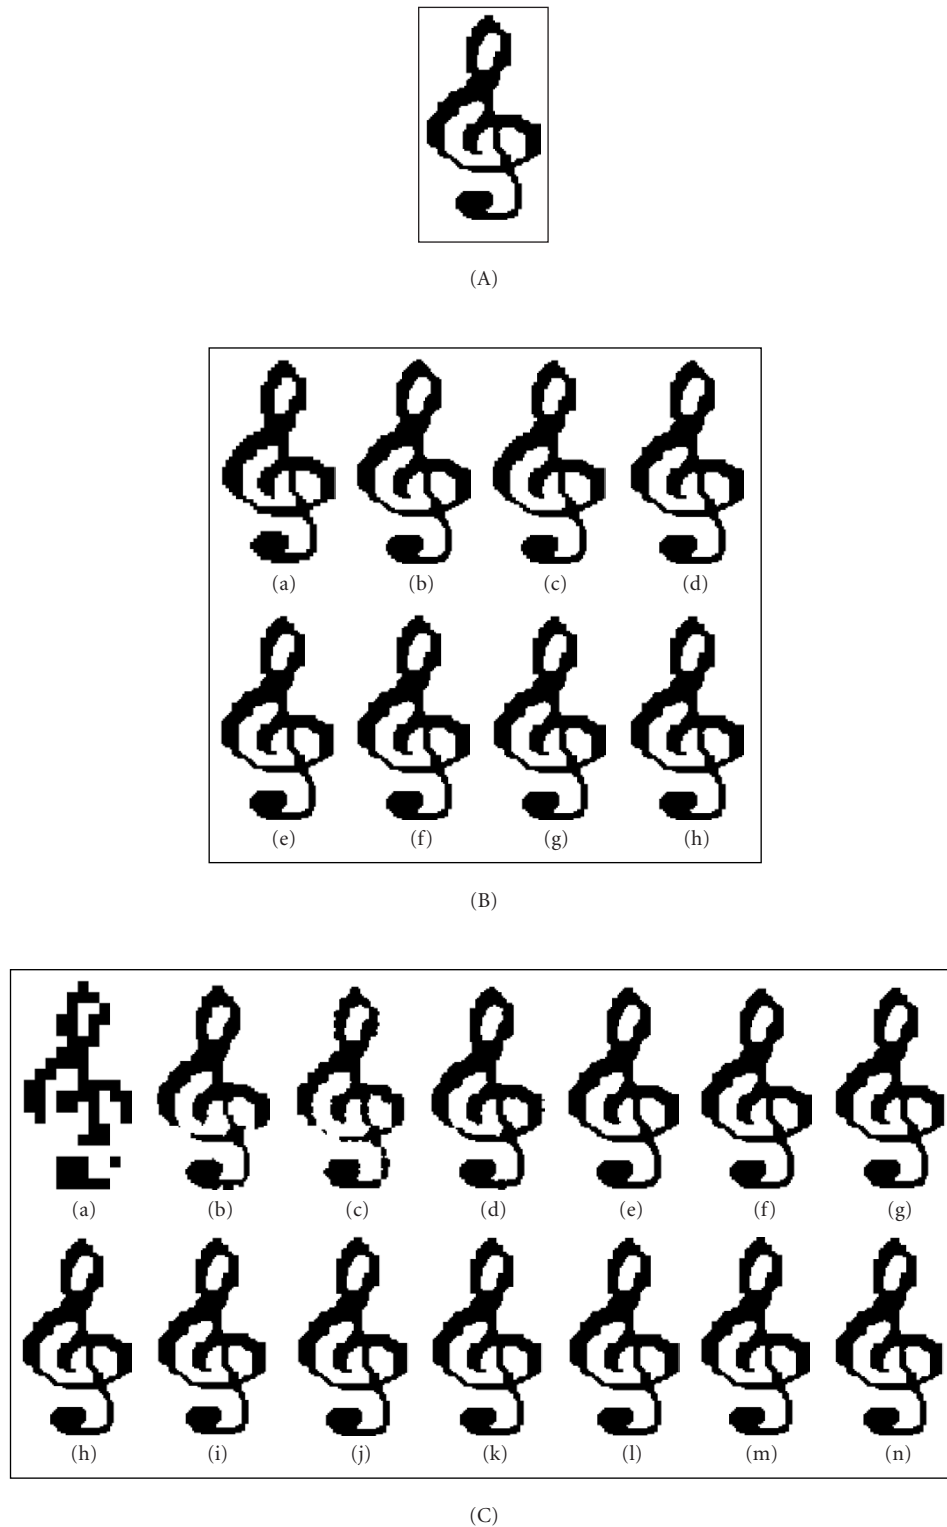 (A)
(a) (b) (c) (d)
(e) (f) (g) (h)
(B)
(a) (b) (c) (d) (e) (f) (g)
(h) (i) (j) (k) (l) (m) (n)
(C)